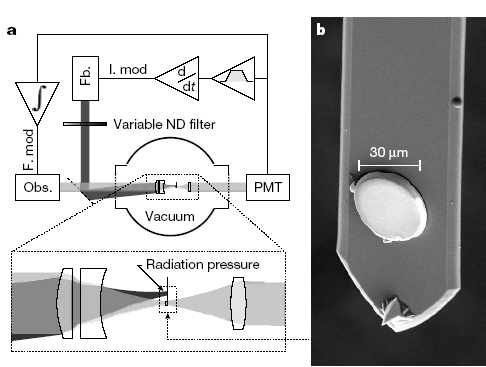 a
b
I. mod
d
dt
Fb.
∫
Variable ND filter
F. mod
30 µm
Obs.
PMT
Vacuum
Radiation pressure